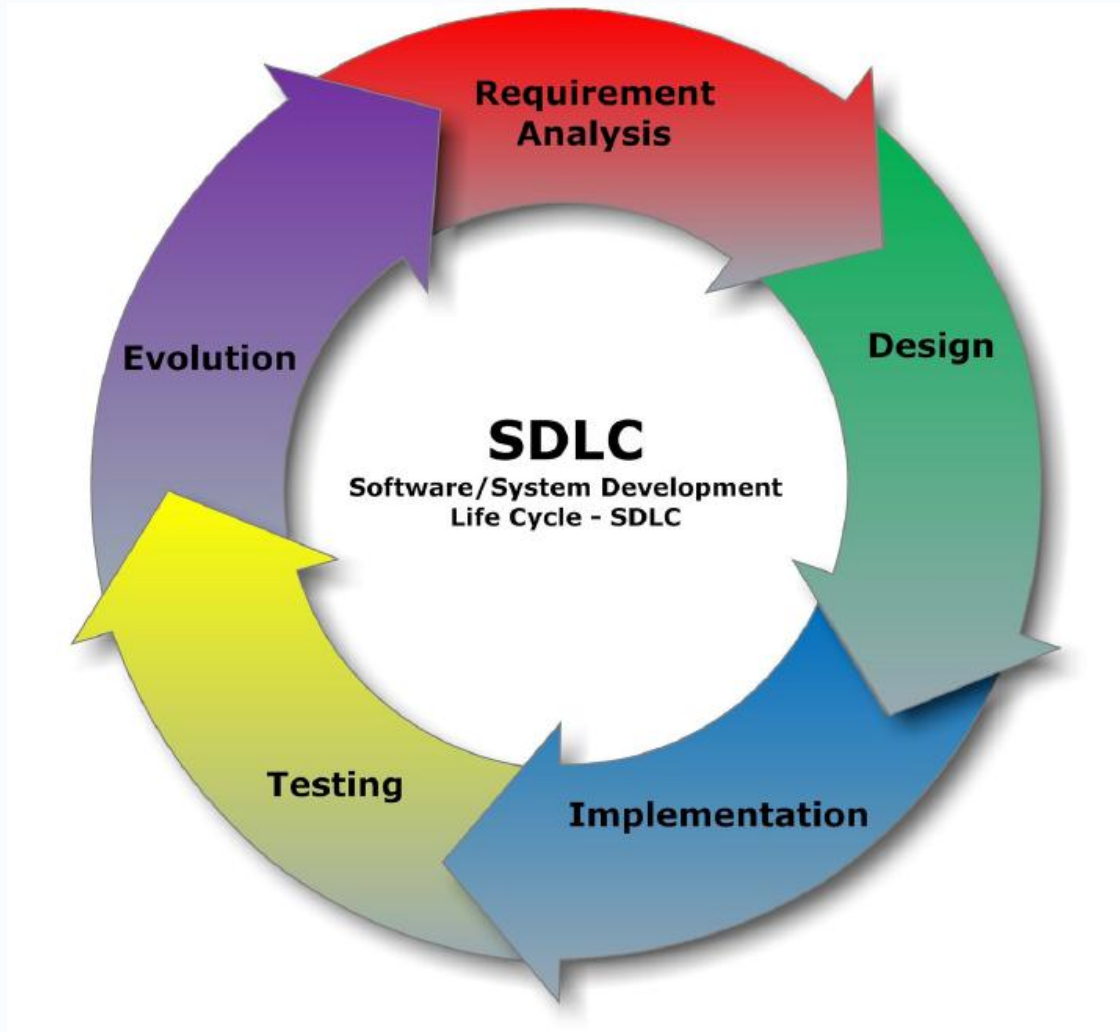 Requirement
Analysis
Design
Evolution
SDLC
Software/System Development
Life Cycle - SDLC
Testing
Implementation